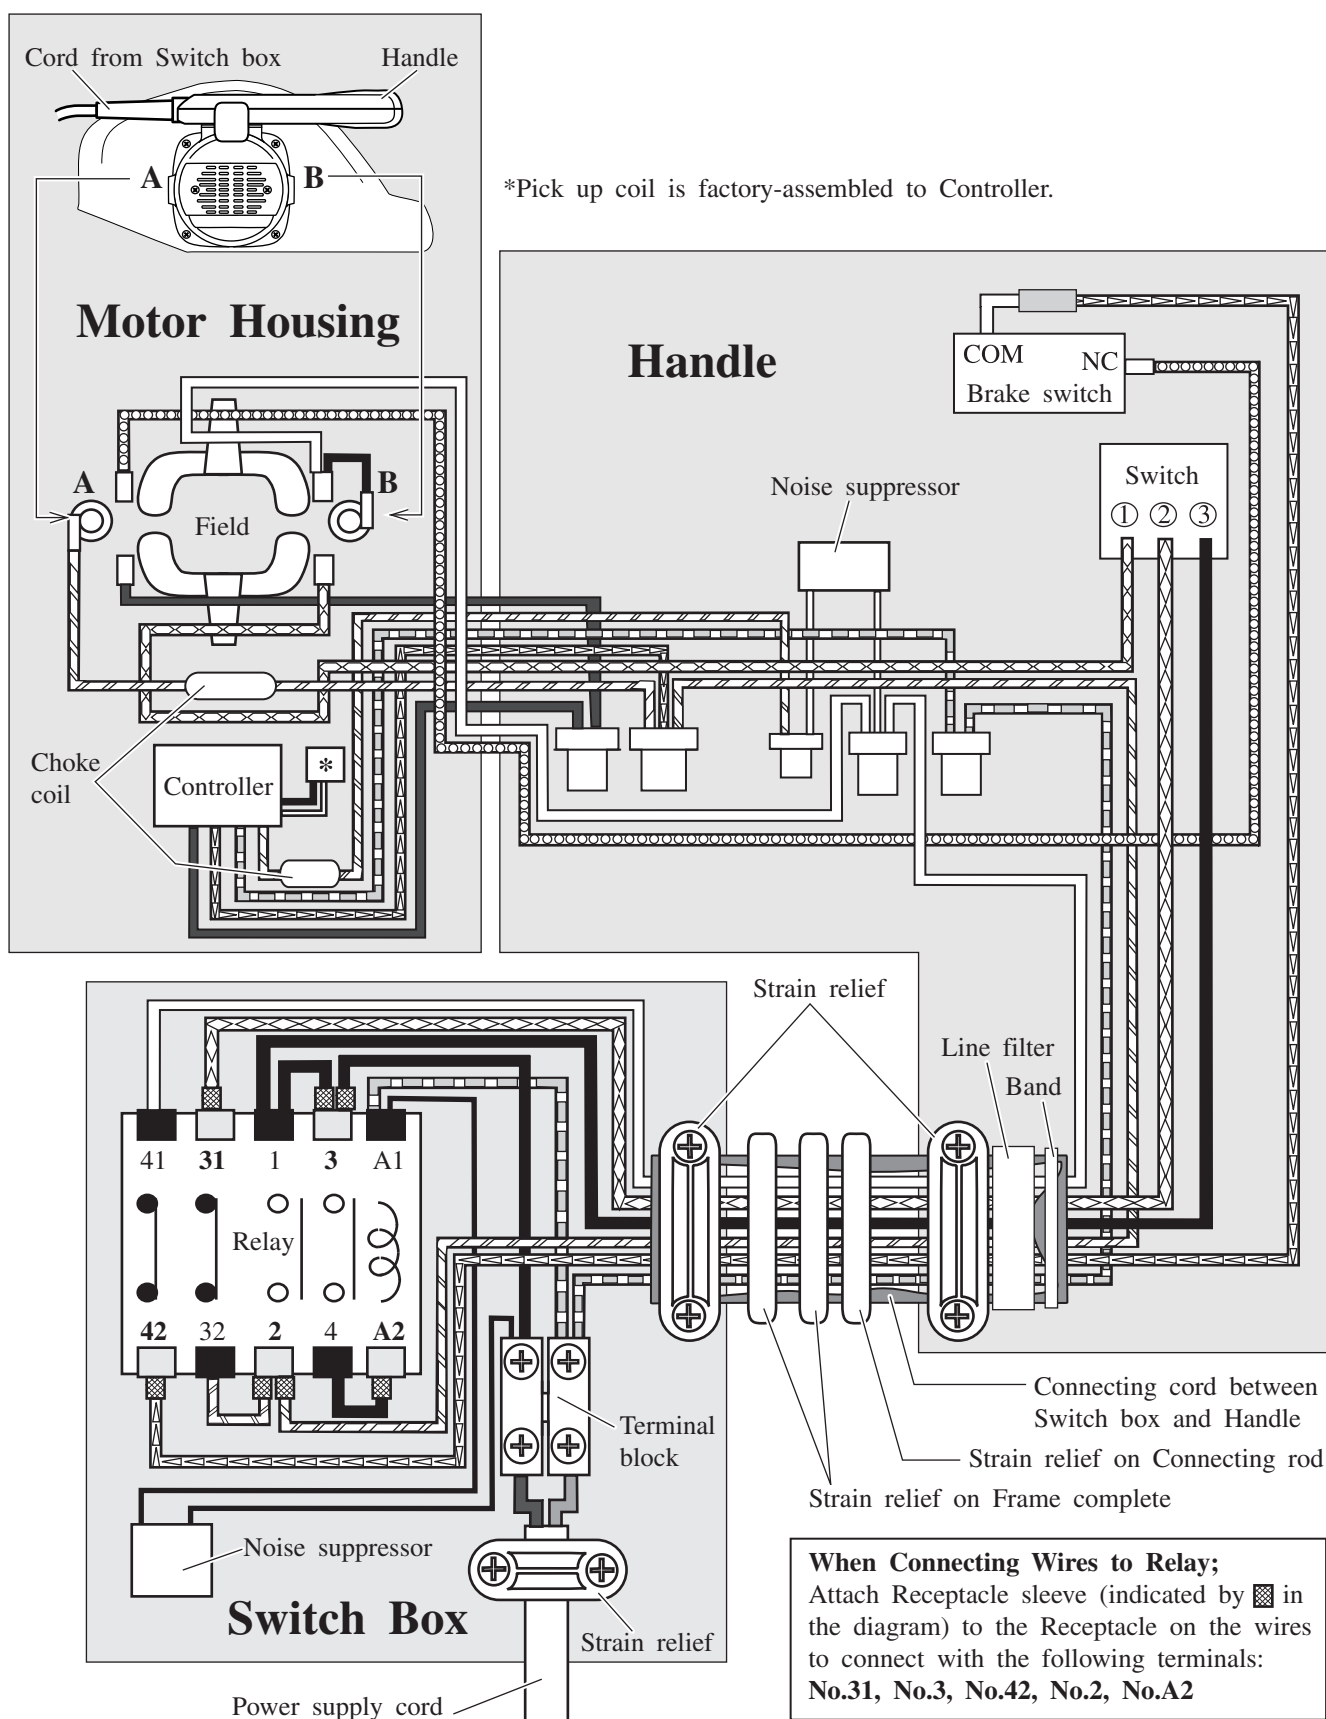 Cord from Switch box
Handle
A
B
*Pick up coil is factory-assembled to Controller.
Motor Housing
Handle
COM
NC
Brake switch
Switch
1 2 3
Noise suppressor
A
B
Field
Choke
coil
Controller
*
Strain relief
Line filter
Band
41 31 1 3 A1
Relay
42 32 2 4 A2
Terminal
block
Connecting cord between
Switch box and Handle
Strain relief on Connecting rod
Strain relief on Frame complete
Noise suppressor
Switch Box
Strain relief
Power supply cord
When Connecting Wires to Relay;
Attach Receptacle sleeve (indicated by in
the diagram) to the Receptacle on the wires
to connect with the following terminals:
No.31, No.3, No.42, No.2, No.A2